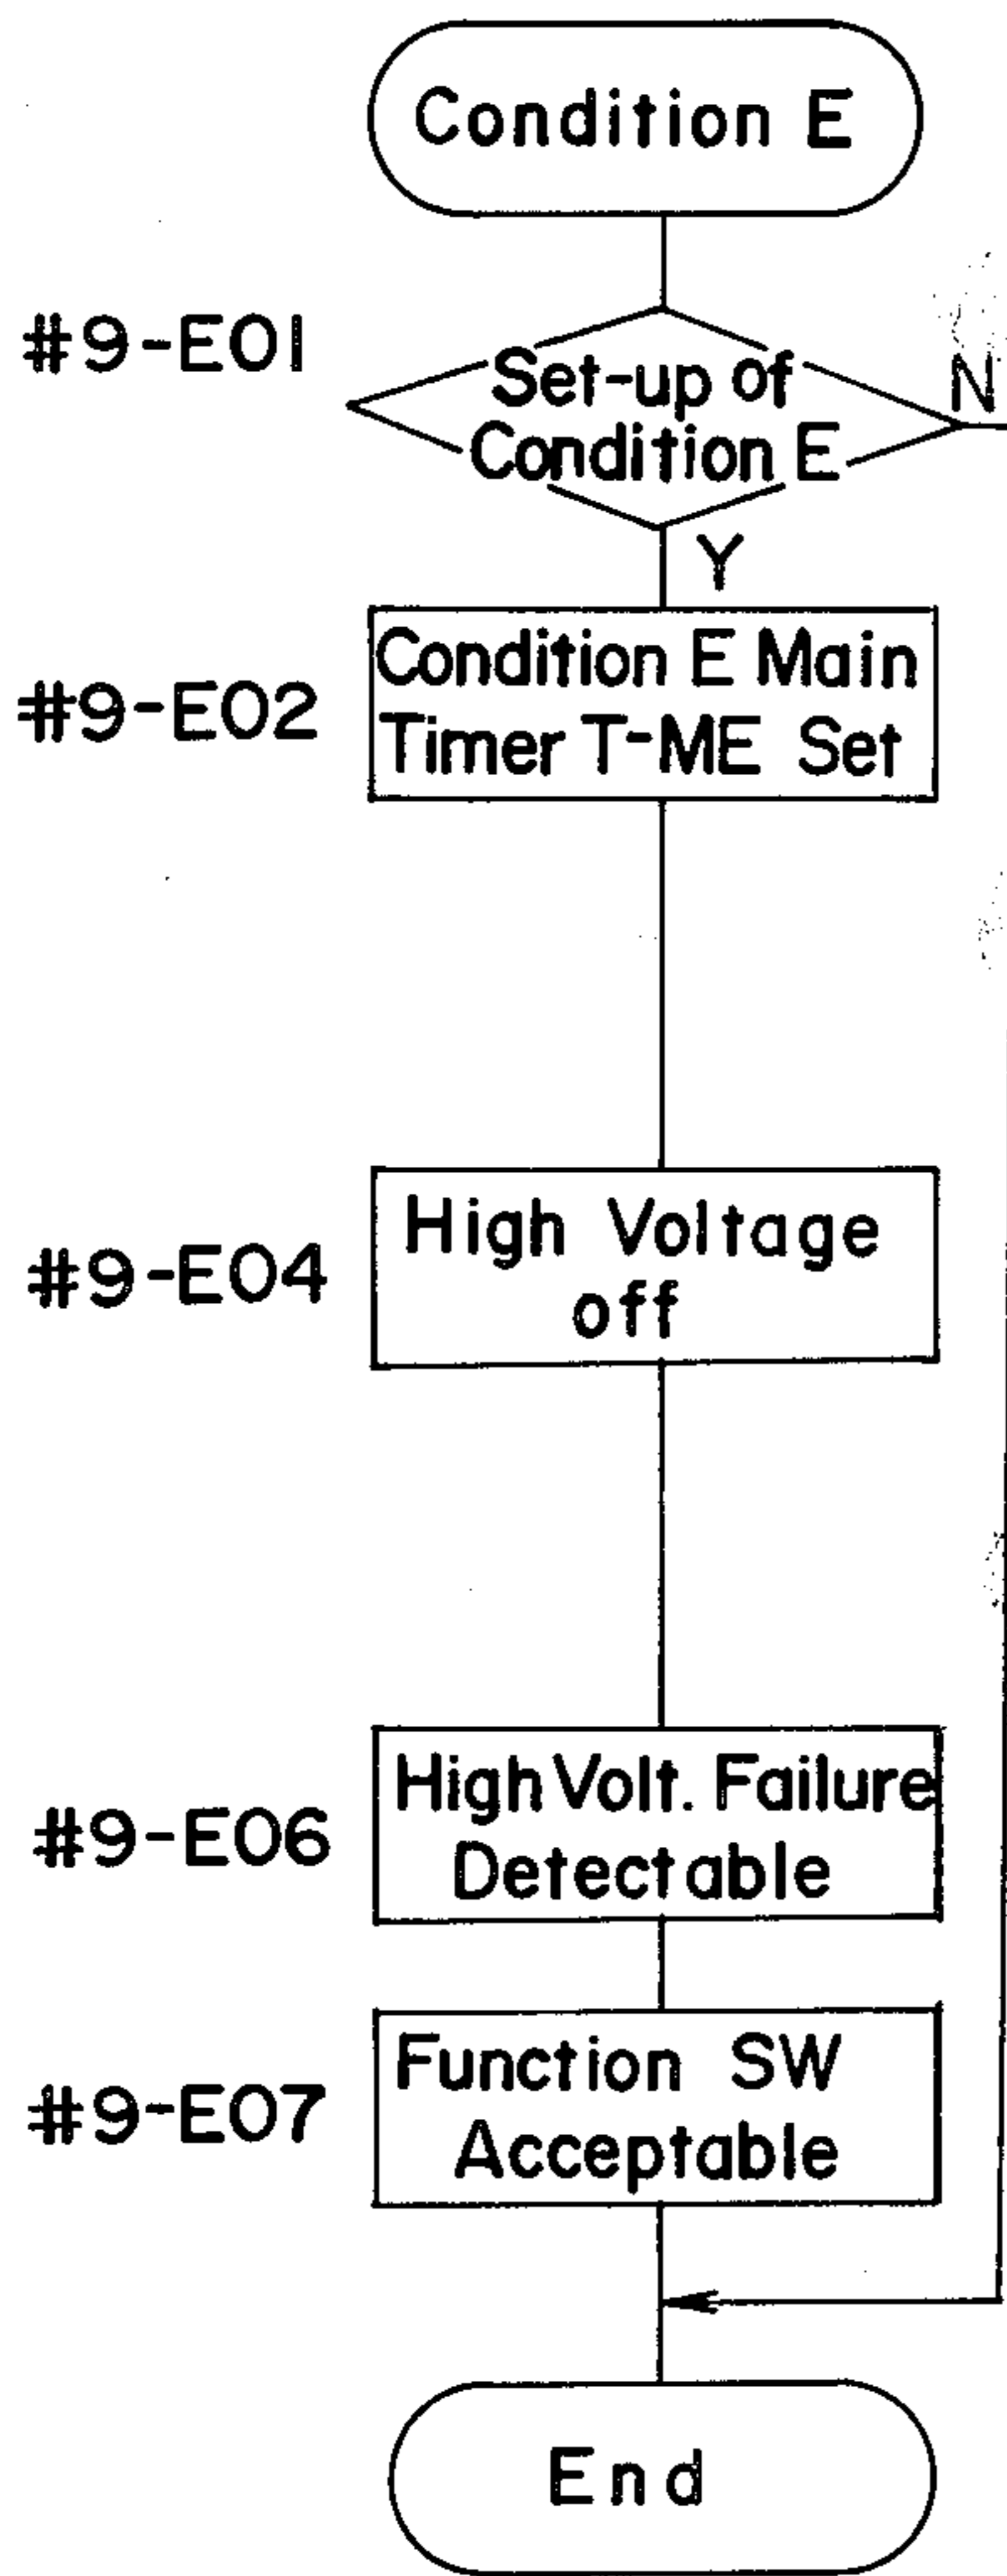 Condition E
#9-E01
Set-up of
Condition E
N
Y
#9-E02
Condition E Main
Timer T-ME Set
#9-E04
High Voltage
off
#9-E06
High Volt. Failure
Detectable
#9-E07
Function SW
Acceptable
End